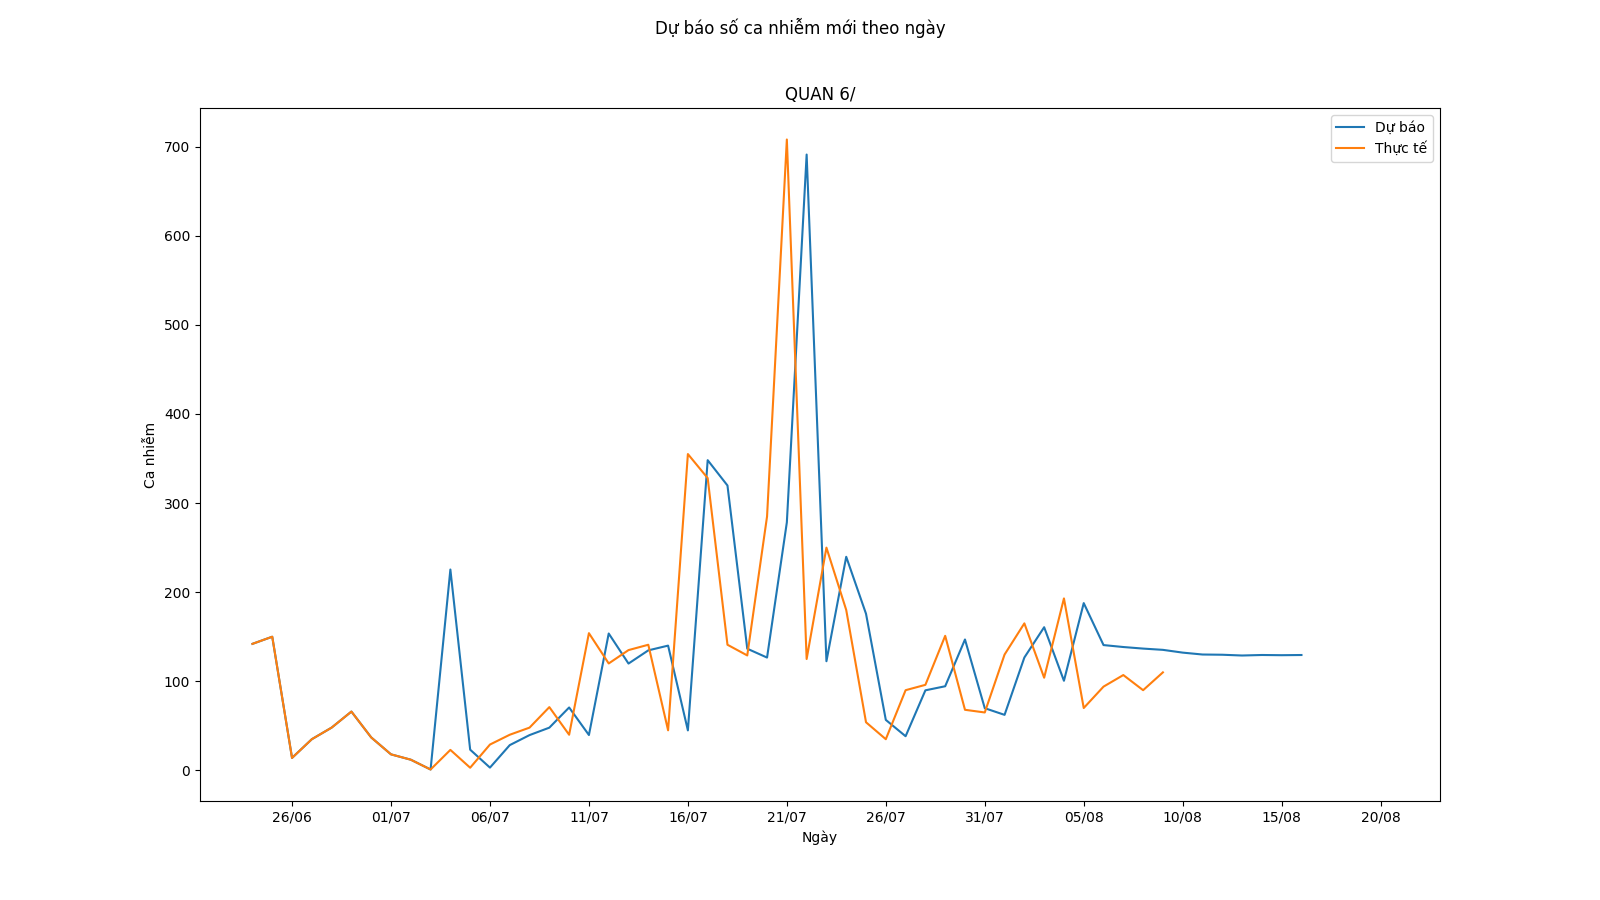 Dự báo số ca nhiễm mới theo ngày
QUAN 6/
Dự báo
Thực tế
700
600
500
400
300
200
100
0
Ca nhiễm
26/06 01/07 06/07 11/07 16/07 21/07 26/07 31/07 05/08 10/08 15/08 20/08
Ngày